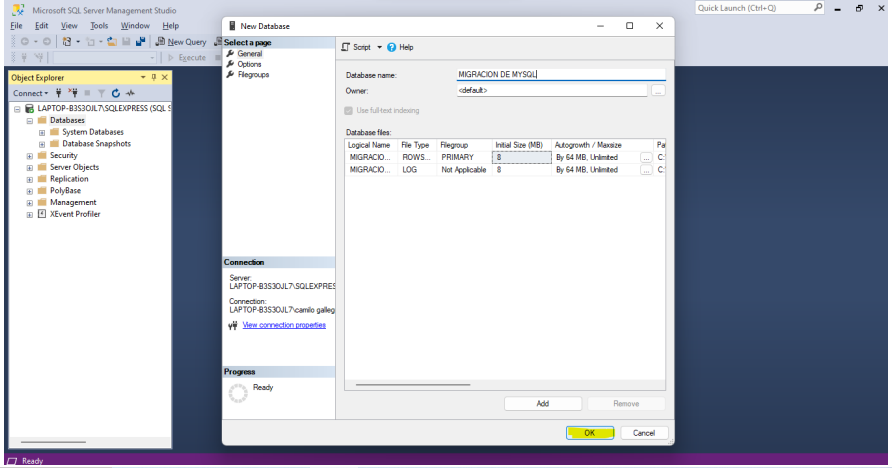 Microsoft SQL Server Management Studio
Quick Launch (Ctrl+Q)
File Edit View Tools Window Help
New Query
Execute
Object Explorer
Connect
LAPTOP-B3S3OJL7\SQLEXPRESS (SQL S
Databases
System Databases
Database Snapshots
Security
Server Objects
Replication
PolyBase
Management
XEvent Profiler
New Database
Select a page
General
Options
Filegroups
Connection
Server:
LAPTOP-B3S3OJL7\SQLEXPRES
Connection:
LAPTOP-B3S3OJL7\camilo galleg
View connection properties
Progress
Ready
Script Help
Database name: MIGRACION DE MYSQL
Owner: <default> ...
Use full-text indexing
Database files:
Logical Name File Type Filegroup Initial Size (MB) Autogrowth / Maxsize Pa
MIGRACIO... ROWS... PRIMARY 8 By 64 MB, Unlimited ... C:
MIGRACIO... LOG Not Applicable 8 By 64 MB, Unlimited ... C:
Add Remove
OK Cancel
Ready